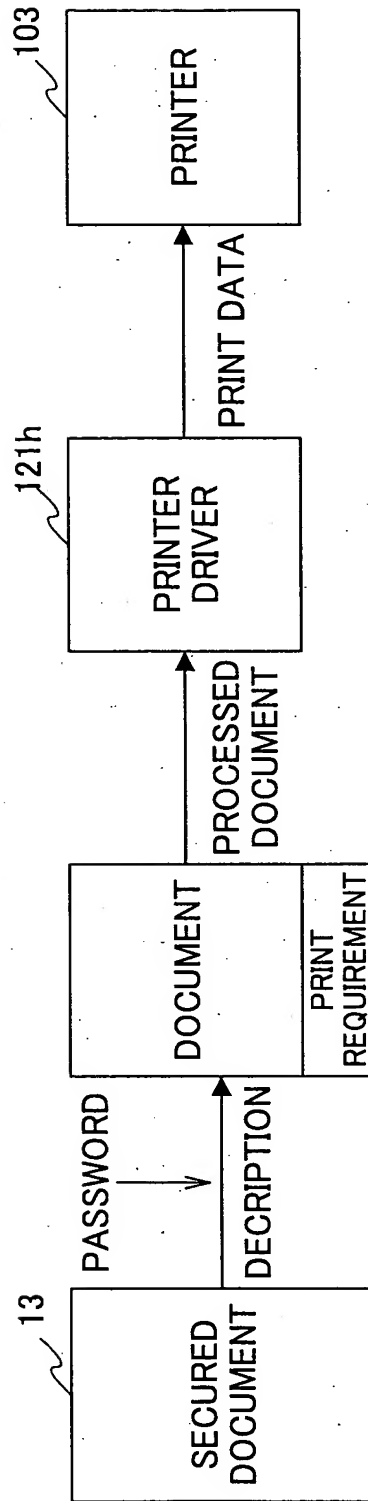 13
SECURED
DOCUMENT
PASSWORD
DECRIPTION
DOCUMENT
PRINT
REQUIREMENT
PROCESSED
DOCUMENT
121h
PRINTER
DRIVER
PRINT DATA
103
PRINTER